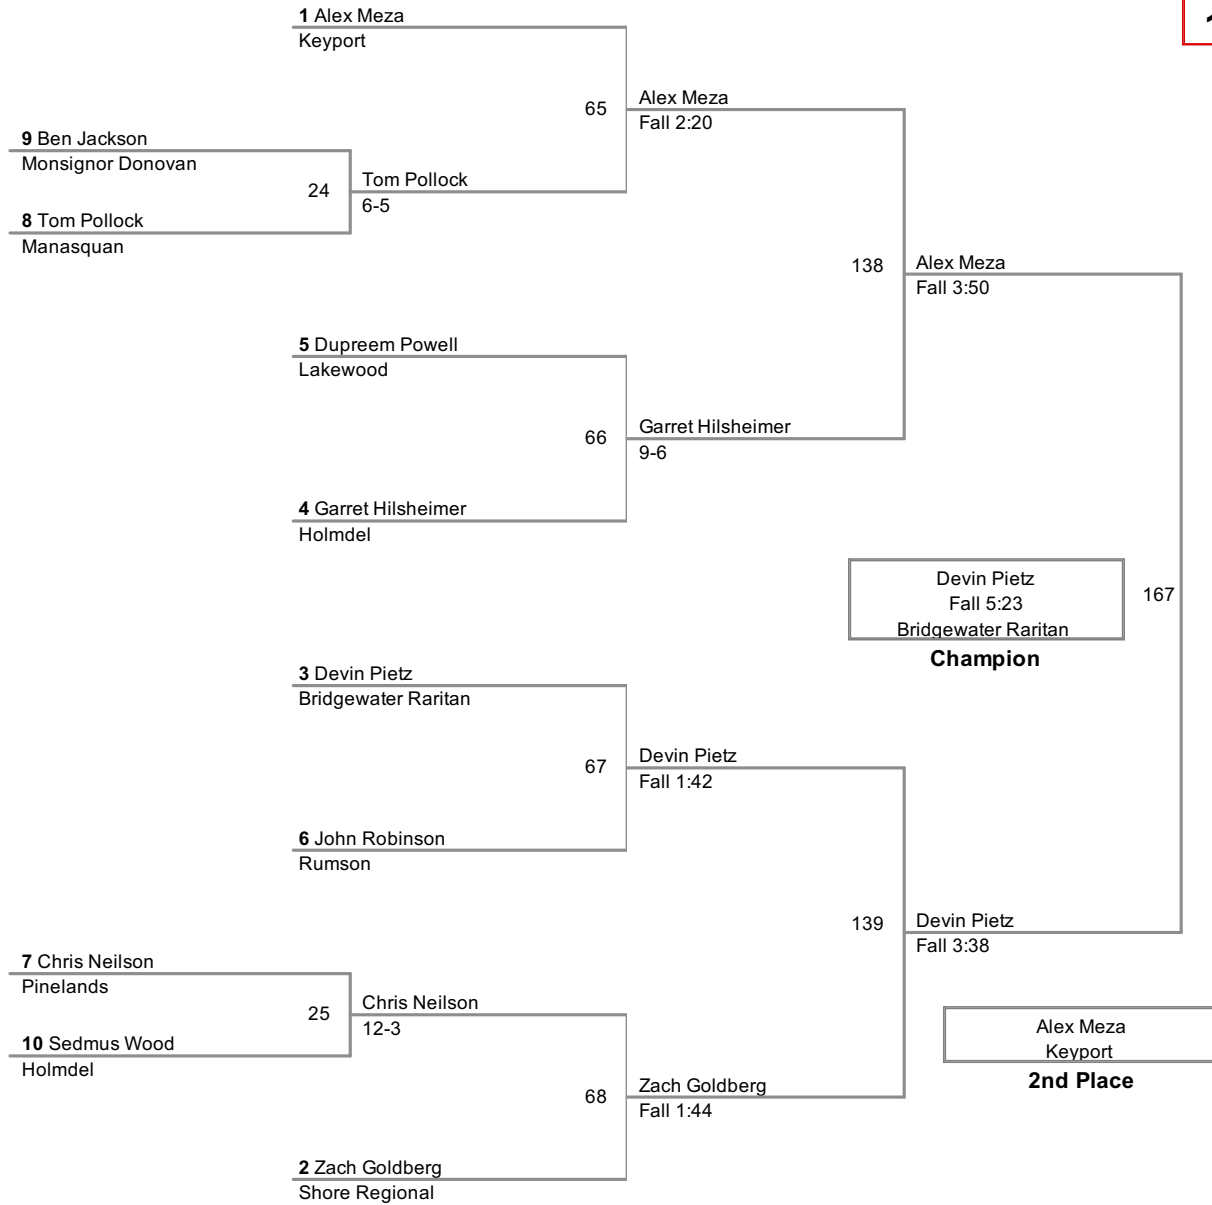 1 Alex Meza
Keyport
65
Alex Meza
Fall 2:20
9 Ben Jackson
Monsignor Donovan
24
Tom Pollock
6-5
8 Tom Pollock
Manasquan
138
Alex Meza
Fall 3:50
5 Dupreem Powell
Lakewood
66
Garret Hilsheimer
9-6
4 Garret Hilsheimer
Holmdel
Devin Pietz
Fall 5:23
Bridgewater Raritan
Champion
167
3 Devin Pietz
Bridgewater Raritan
67
Devin Pietz
Fall 1:42
6 John Robinson
Rumson
139
Devin Pietz
Fall 3:38
7 Chris Neilson
Pinelands
25
Chris Neilson
12-3
10 Sedmus Wood
Holmdel
Alex Meza
Keyport
2nd Place
68
Zach Goldberg
Fall 1:44
2 Zach Goldberg
Shore Regional